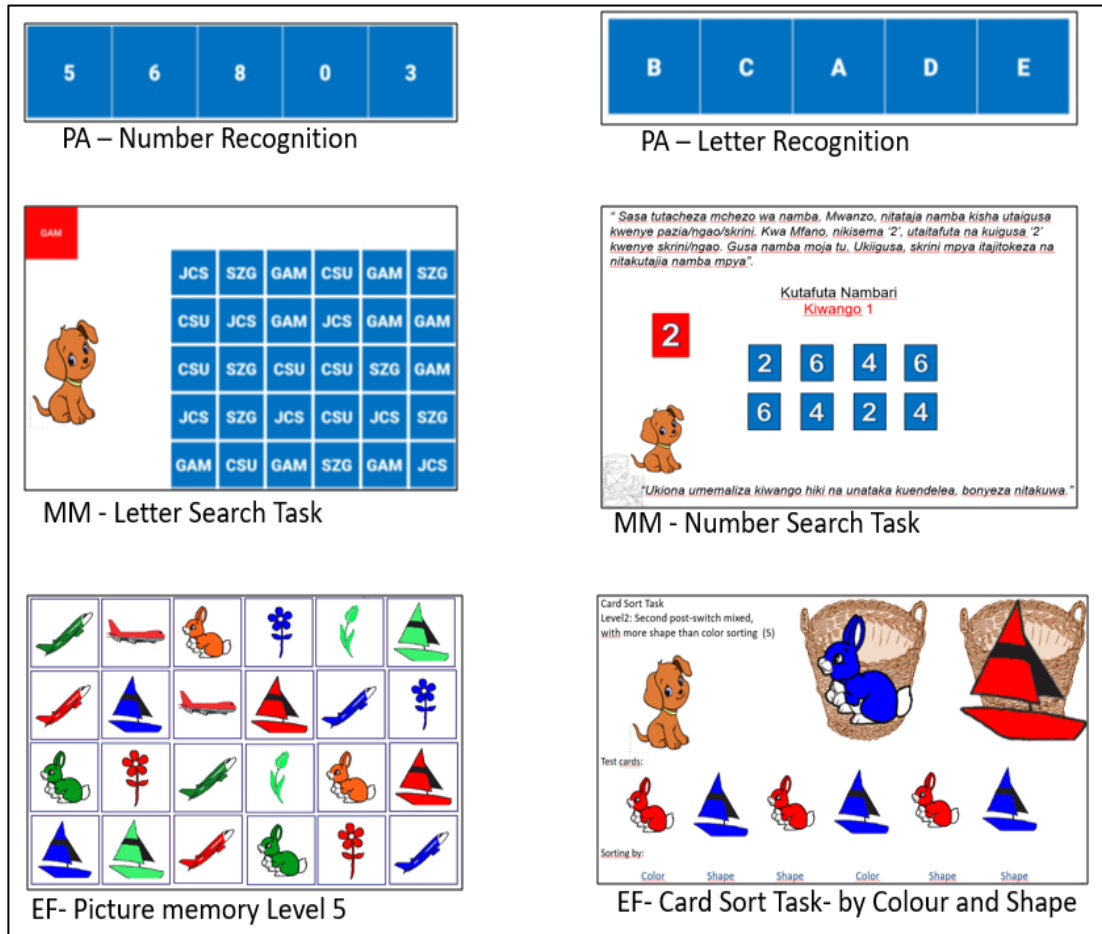 5 6 8 0 3
PA – Number Recognition
B C A D E
PA – Letter Recognition
GAM
JCS SZG GAM CSU GAM SZG
CSU JCS GAM JCS GAM GAM
CSU SZG CSU CSU SZG GAM
JCS SZG JCS CSU JCS SZG
GAM CSU GAM SZG GAM JCS
MM - Letter Search Task
“ Sasa tutacheza mchezo wa namba. Mwanzo, nitataja namba kisha utaigusa
kwenye pazia/ngao/skrini. Kwa Mfano, nikisema ‘2’, utaitafuta na kuigusa ‘2’
kwenye skrini/ngao. Gusa namba moja tu. Ukiigusa, skrini mpya itajitokeza na
nitakutajia namba mpya”.
Kutafuta Nambari
Kiwango 1
2
2 6 4 6
6 4 2 4
“Ukiona umemaliza kiwango hiki na unataka kuendelea, bonyeza nitakuwa.”
MM - Number Search Task
EF- Picture memory Level 5
Card Sort Task
Level2: Second post-switch mixed,
with more shape than color sorting (5)
Test cards:
Sorting by:
Color Shape Shape Color Shape Shape
EF- Card Sort Task- by Colour and Shape